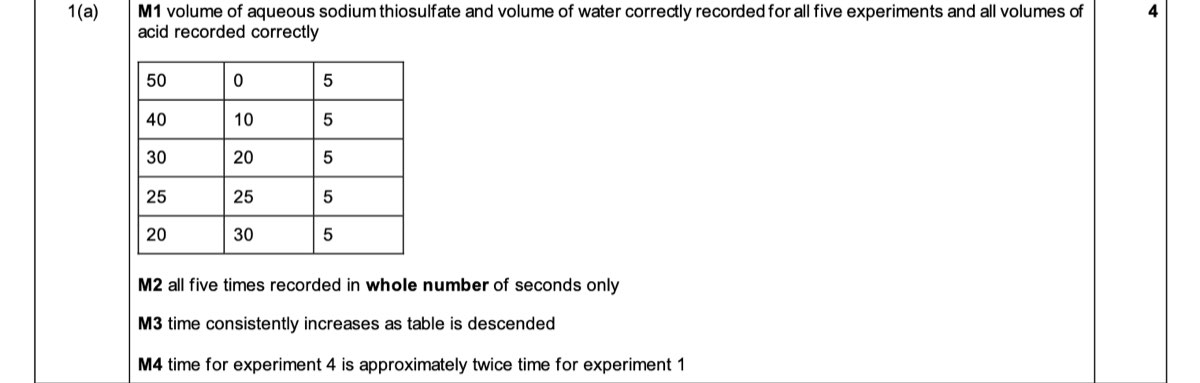 1(a) M1 volume of aqueous sodium thiosulfate and volume of water correctly recorded for all five experiments and all volumes of 4
acid recorded correctly
50 0 5
40 10 5
30 20 5
25 25 5
20 30 5
M2 all five times recorded in whole number of seconds only
M3 time consistently increases as table is descended
M4 time for experiment 4 is approximately twice time for experiment 1